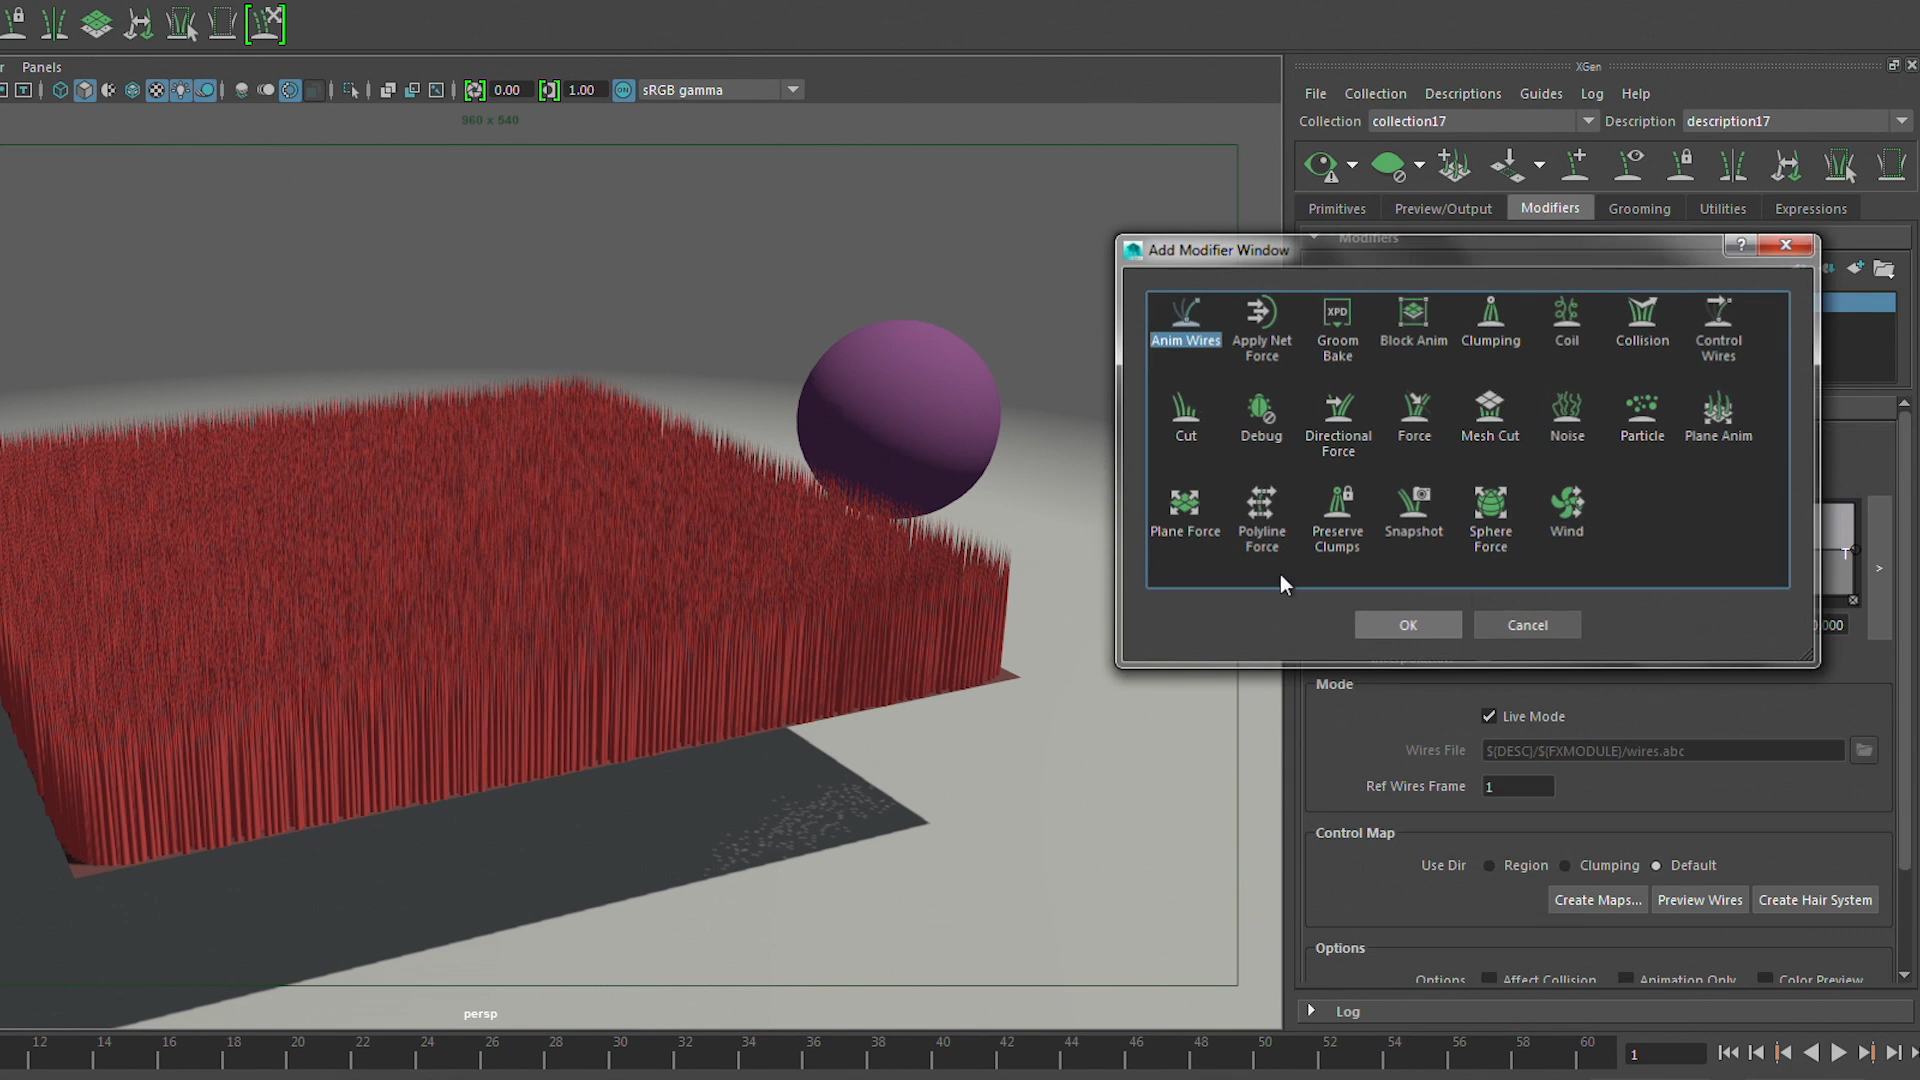 Panels
0.00
1.00
ON
sRGB gamma
960 x 540
persp
XGen
File Collection Descriptions Guides Log Help
Collection collection17 Description description17
Primitives Preview/Output Modifiers Grooming Utilities Expressions
Modifiers
Add Modifier Window
?
Anim Wires
Apply Net
Force
XPD
Groom
Bake
Block Anim
Clumping
Coil
Collision
Control
Wires
Cut
Debug
Directional
Force
Force
Mesh Cut
Noise
Particle
Plane Anim
Plane Force
Polyline
Force
Preserve
Clumps
Snapshot
Sphere
Force
Wind
OK Cancel
>
Mode
Live Mode
Wires File ${DESC}/${FXMODULE}/wires.abc
Ref Wires Frame 1
Control Map
Use Dir Region Clumping Default
Create Maps... Preview Wires Create Hair System
Options
Options Affect Collision Animation Only Color Preview
Log
12 14 16 18 20 22 24 26 28 30 32 34 36 38 40 42 44 46 48 50 52 54 56 58 60
1